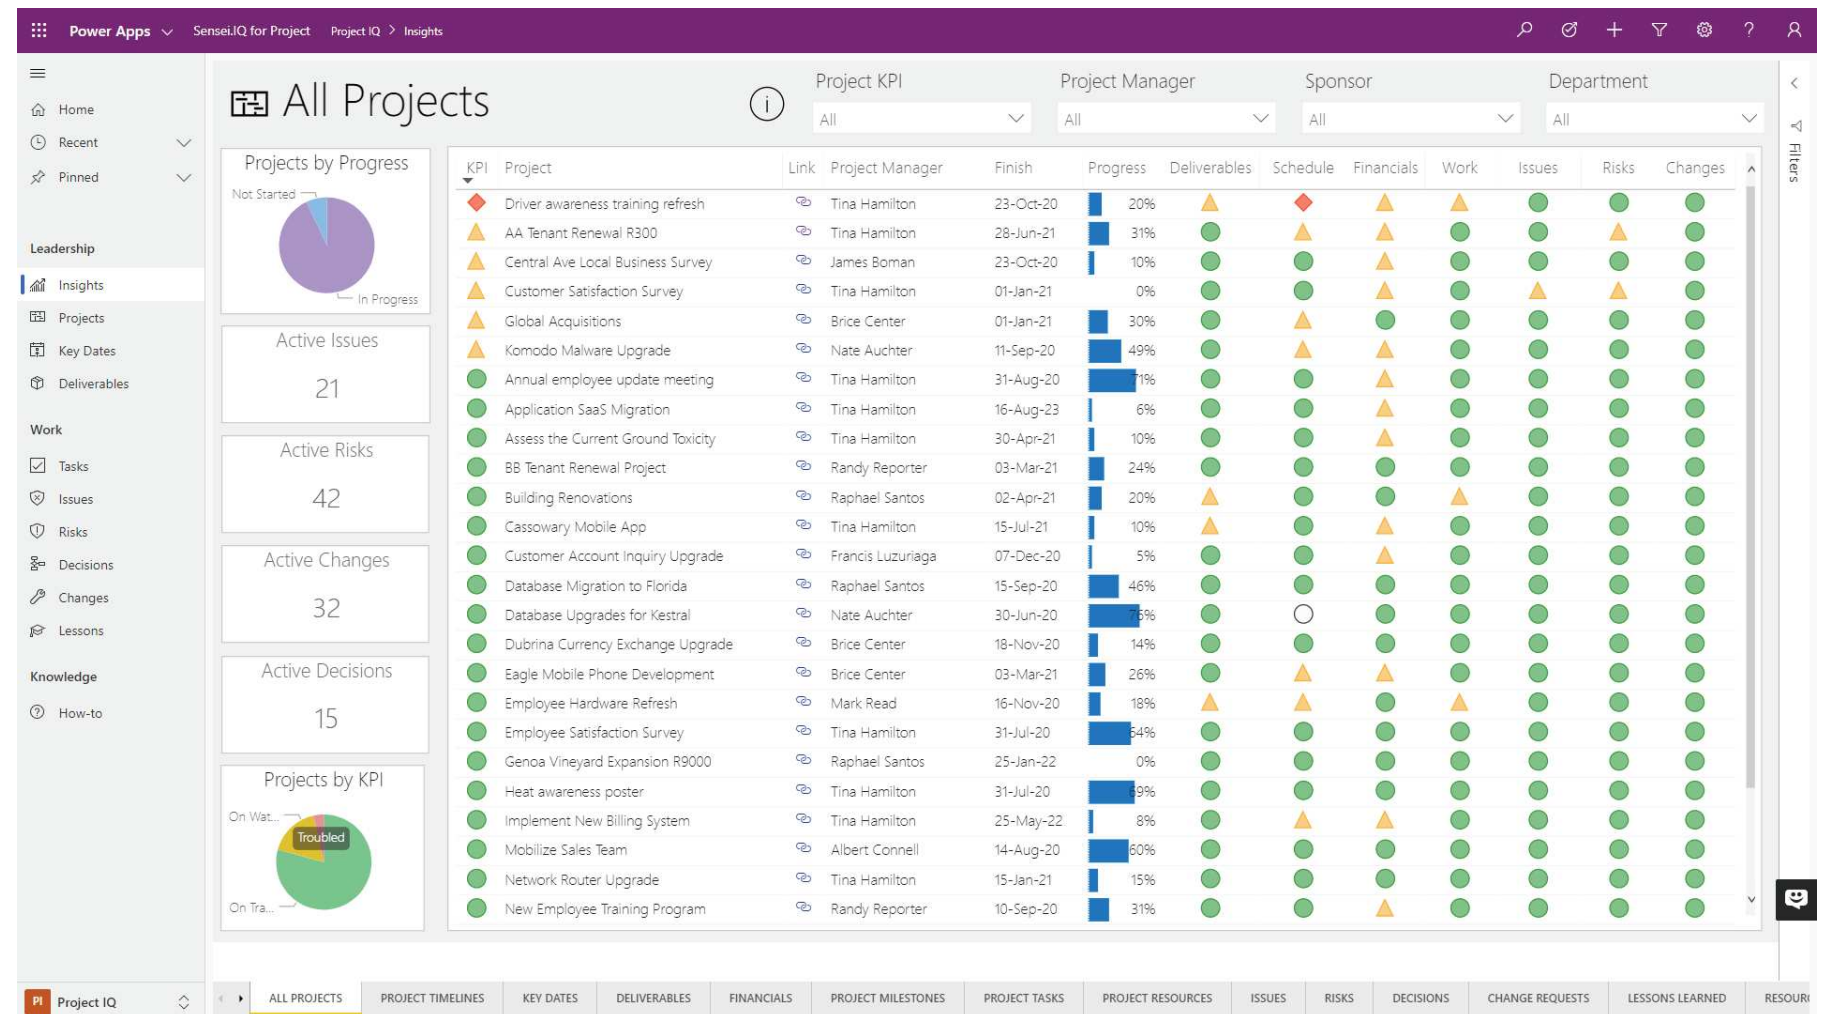 Power Apps Sensei.IQ for Project Project IQ > Insights
Home
Recent
Pinned
Leadership
Insights
Projects
Key Dates
Deliverables
Work
Tasks
Issues
Risks
Decisions
Changes
Lessons
Knowledge
How-to
PI Project IQ
All Projects
Project KPI Project Manager Sponsor Department
All All All All
Filters
Projects by Progress
Not Started
In Progress
Active Issues
21
Active Risks
42
Active Changes
32
Active Decisions
15
Projects by KPI
On Wat...
Troubled
On Tra...
KPI Project Link Project Manager Finish Progress Deliverables Schedule Financials Work Issues Risks Changes
Driver awareness training refresh Tina Hamilton 23-Oct-20 20%
AA Tenant Renewal R300 Tina Hamilton 28-Jun-21 31%
Central Ave Local Business Survey James Boman 23-Oct-20 10%
Customer Satisfaction Survey Tina Hamilton 01-Jan-21 0%
Global Acquisitions Brice Center 01-Jan-21 30%
Komodo Malware Upgrade Nate Auchter 11-Sep-20 49%
Annual employee update meeting Tina Hamilton 31-Aug-20 71%
Application SaaS Migration Tina Hamilton 16-Aug-23 6%
Assess the Current Ground Toxicity Tina Hamilton 30-Apr-21 10%
BB Tenant Renewal Project Randy Reporter 03-Mar-21 24%
Building Renovations Raphael Santos 02-Apr-21 20%
Cassowary Mobile App Tina Hamilton 15-Jul-21 10%
Customer Account Inquiry Upgrade Francis Luzuriaga 07-Dec-20 5%
Database Migration to Florida Raphael Santos 15-Sep-20 46%
Database Upgrades for Kestral Nate Auchter 30-Jun-20 76%
Dubrina Currency Exchange Upgrade Brice Center 18-Nov-20 14%
Eagle Mobile Phone Development Brice Center 03-Mar-21 26%
Employee Hardware Refresh Mark Read 16-Nov-20 18%
Employee Satisfaction Survey Tina Hamilton 31-Jul-20 64%
Genoa Vineyard Expansion R9000 Raphael Santos 25-Jan-22 0%
Heat awareness poster Tina Hamilton 31-Jul-20 69%
Implement New Billing System Tina Hamilton 25-May-22 8%
Mobilize Sales Team Albert Connell 14-Aug-20 60%
Network Router Upgrade Tina Hamilton 15-Jan-21 15%
New Employee Training Program Randy Reporter 10-Sep-20 31%
ALL PROJECTS PROJECT TIMELINES KEY DATES DELIVERABLES FINANCIALS PROJECT MILESTONES PROJECT TASKS PROJECT RESOURCES ISSUES RISKS DECISIONS CHANGE REQUESTS LESSONS LEARNED RESOUR